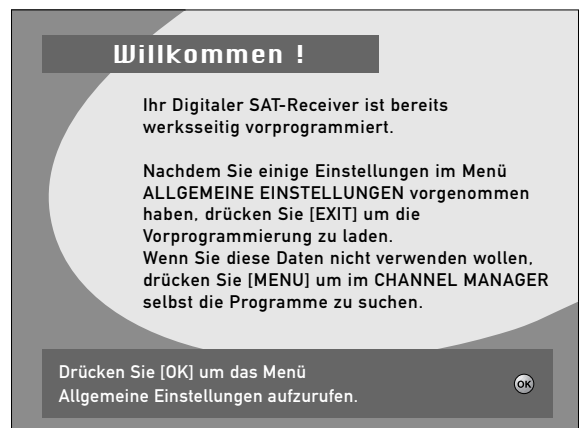 Willkommen !
Ihr Digitaler SAT-Receiver ist bereits
werksseitig vorprogrammiert.
Nachdem Sie einige Einstellungen im Menü
ALLGEMEINE EINSTELLUNGEN vorgenommen
haben, drücken Sie [EXIT] um die
Vorprogrammierung zu laden.
Wenn Sie diese Daten nicht verwenden wollen,
drücken Sie [MENU] um im CHANNEL MANAGER
selbst die Programme zu suchen.
Drücken Sie [OK] um das Menü
Allgemeine Einstellungen aufzurufen.
OK